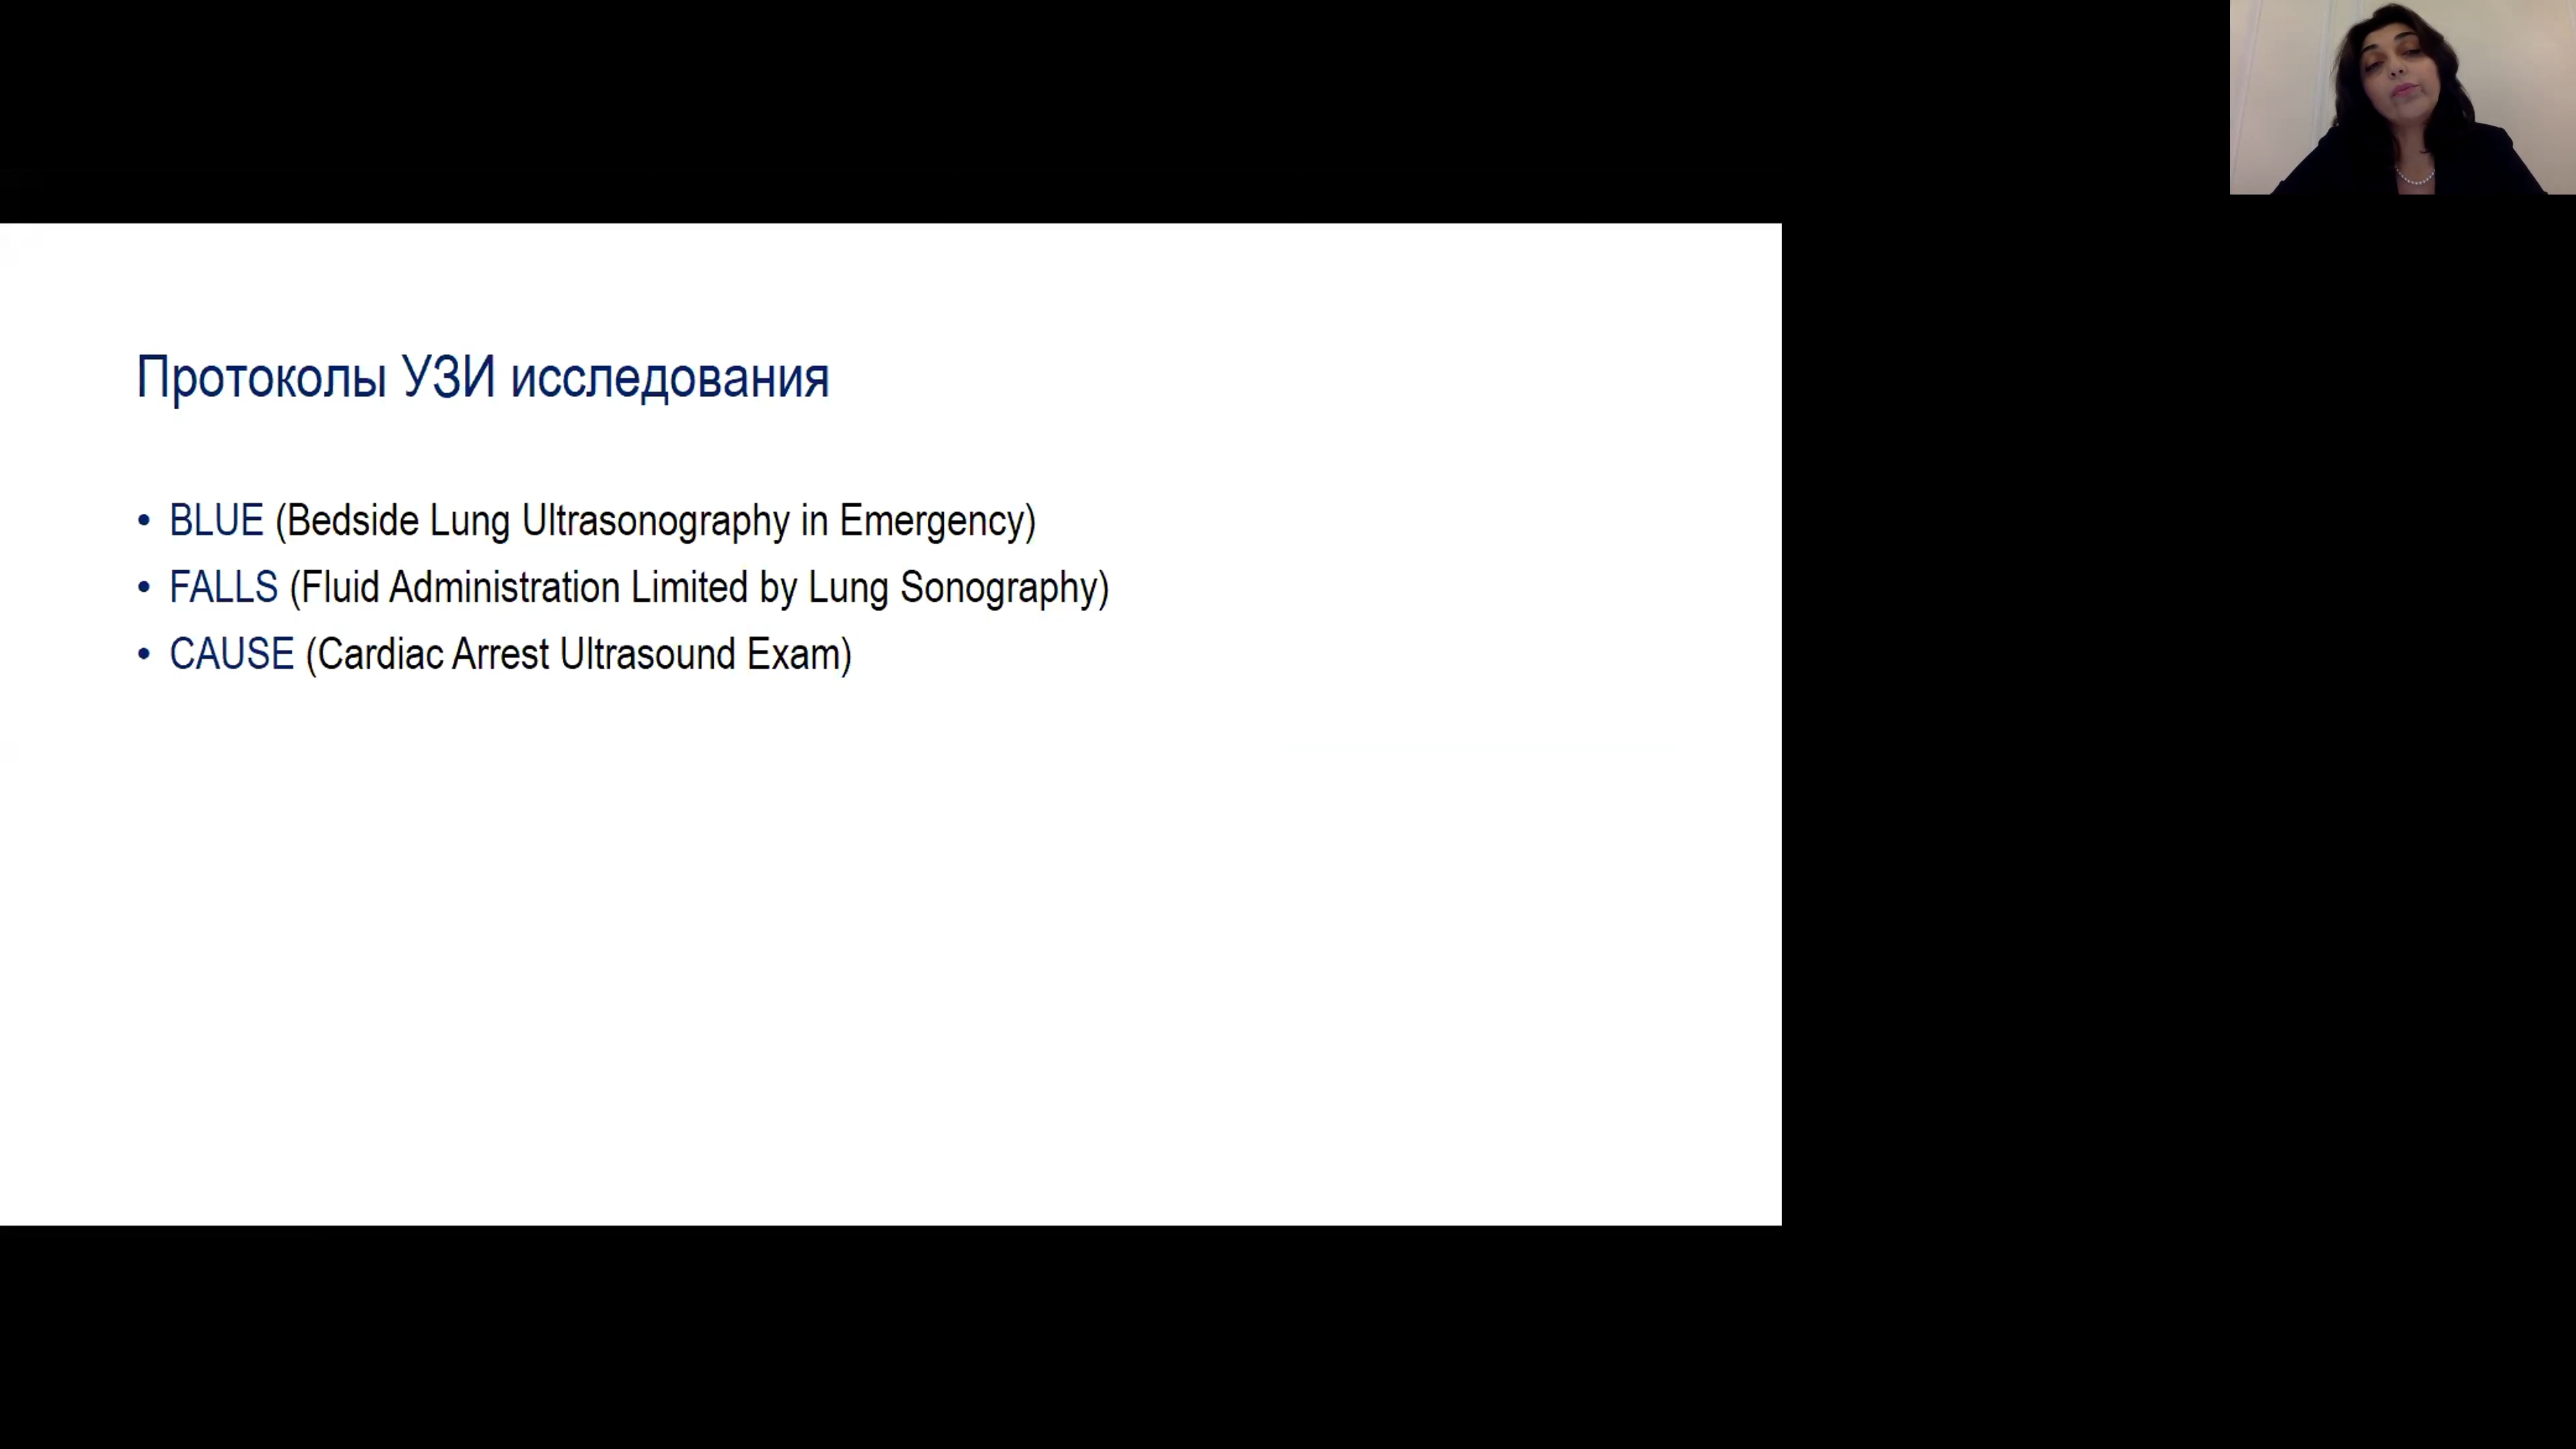 Протоколы УЗИ исследования
• BLUE (Bedside Lung Ultrasonography in Emergency)
• FALLS (Fluid Administration Limited by Lung Sonography)
• CAUSE (Cardiac Arrest Ultrasound Exam)